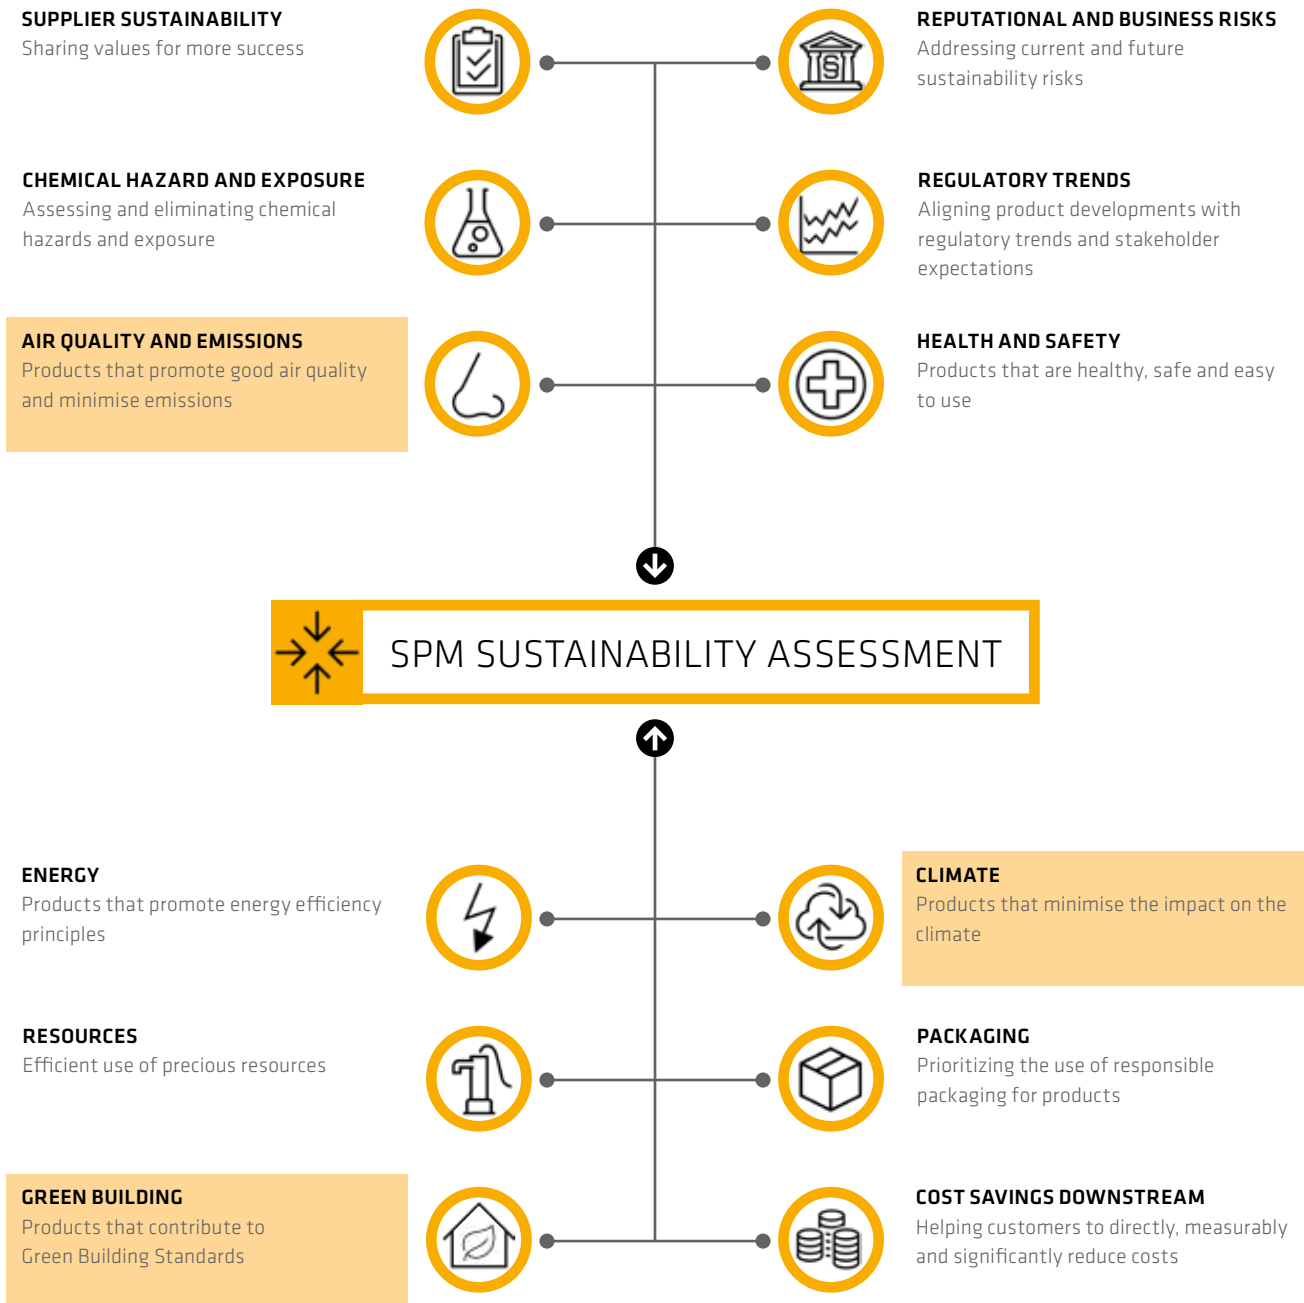 SUPPLIER SUSTAINABILITY
Sharing values for more success
REPUTATIONAL AND BUSINESS RISKS
Addressing current and future
sustainability risks
§
CHEMICAL HAZARD AND EXPOSURE
Assessing and eliminating chemical
hazards and exposure
REGULATORY TRENDS
Aligning product developments with
regulatory trends and stakeholder
expectations
AIR QUALITY AND EMISSIONS
Products that promote good air quality
and minimise emissions
HEALTH AND SAFETY
Products that are healthy, safe and easy
to use
SPM SUSTAINABILITY ASSESSMENT
ENERGY
Products that promote energy efficiency
principles
CLIMATE
Products that minimise the impact on the
climate
RESOURCES
Efficient use of precious resources
PACKAGING
Prioritizing the use of responsible
packaging for products
GREEN BUILDING
Products that contribute to
Green Building Standards
COST SAVINGS DOWNSTREAM
Helping customers to directly, measurably
and significantly reduce costs